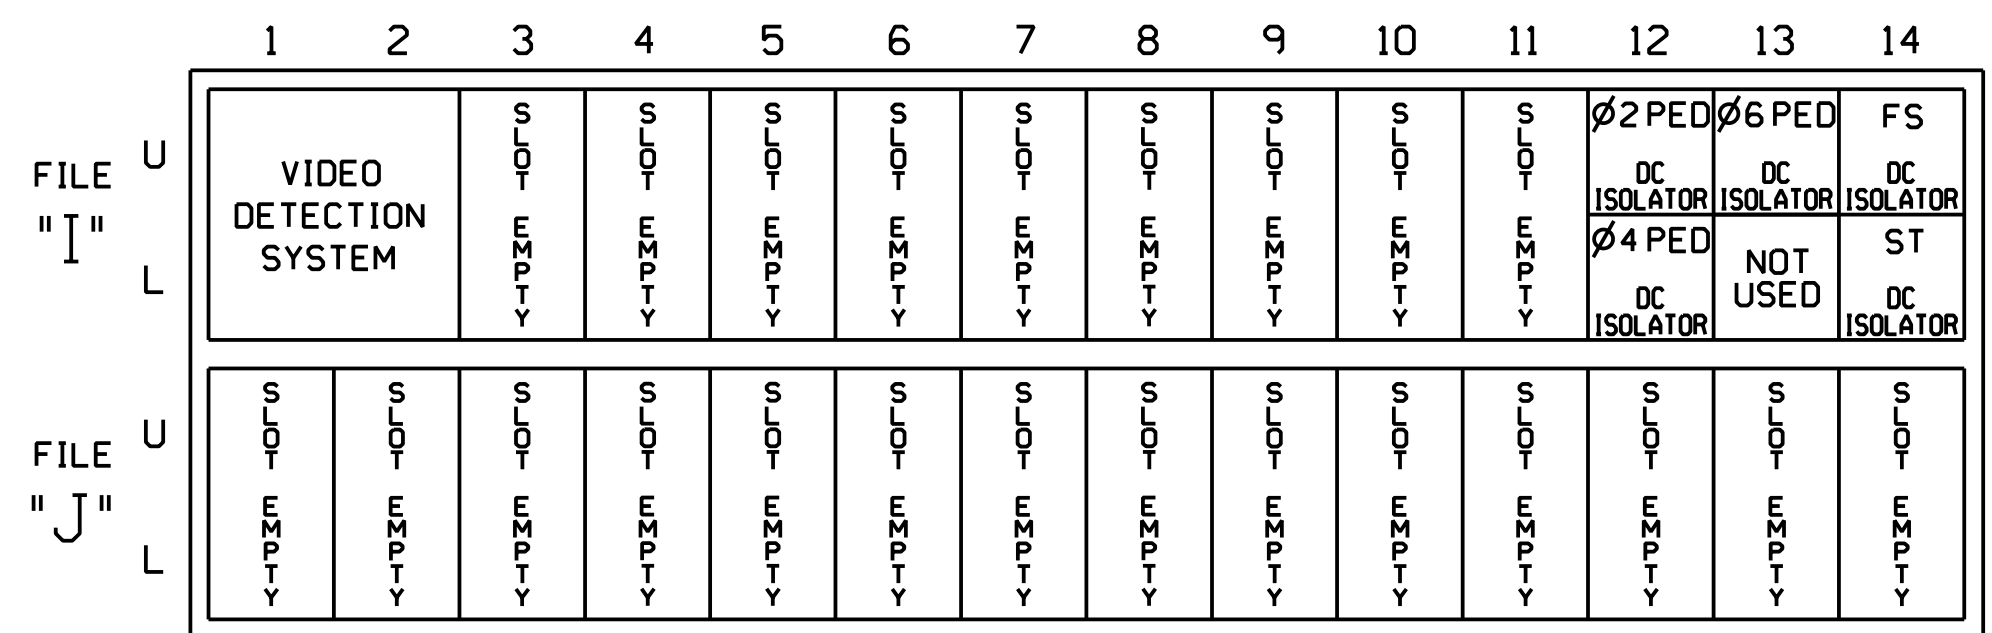 1 2 3 4 5 6 7 8 9 10 11 12 13 14
FILE "I" U L
VIDEO
DETECTION
SYSTEM
SLOT EMPTY
SLOT EMPTY
SLOT EMPTY
SLOT EMPTY
SLOT EMPTY
SLOT EMPTY
SLOT EMPTY
SLOT EMPTY
SLOT EMPTY
Ø2 PED
DC
ISOLATOR
Ø4 PED
DC
ISOLATOR
Ø6 PED
DC
ISOLATOR
NOT
USED
FS
DC
ISOLATOR
ST
DC
ISOLATOR
FILE "J" U L
SLOT EMPTY
SLOT EMPTY
SLOT EMPTY
SLOT EMPTY
SLOT EMPTY
SLOT EMPTY
SLOT EMPTY
SLOT EMPTY
SLOT EMPTY
SLOT EMPTY
SLOT EMPTY
SLOT EMPTY
SLOT EMPTY
SLOT EMPTY